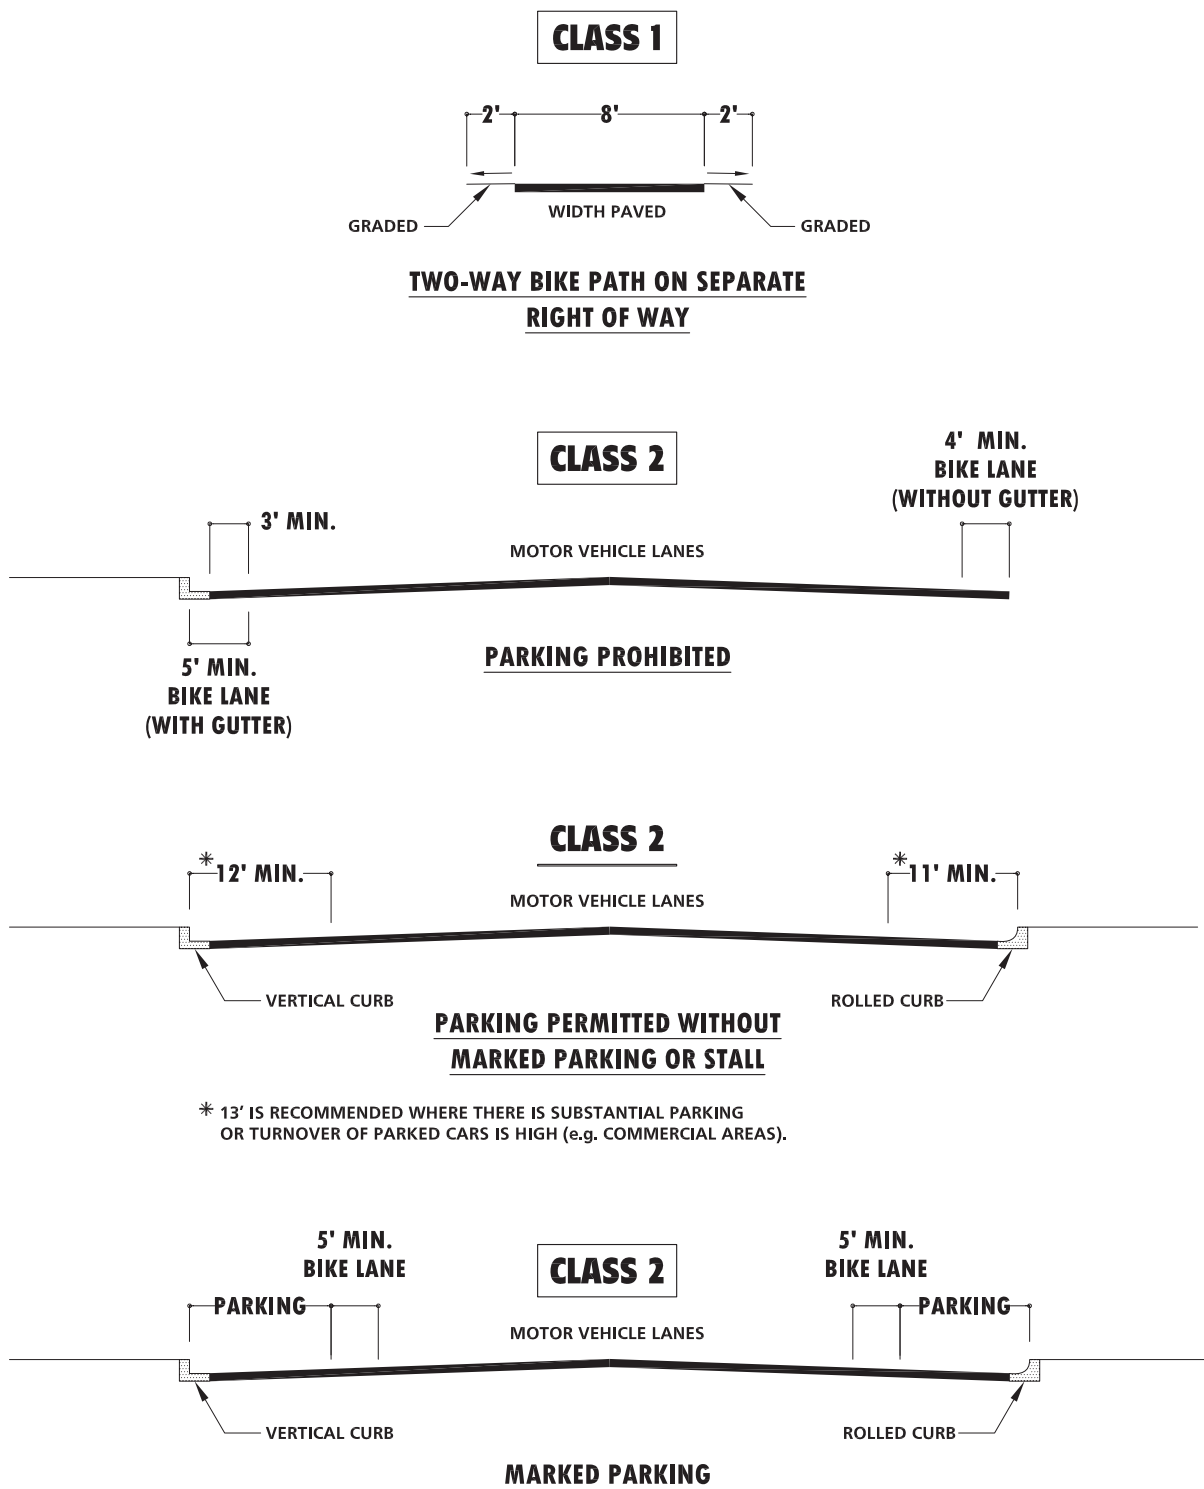 CLASS 1
2' 8' 2'
WIDTH PAVED
GRADED GRADED
TWO-WAY BIKE PATH ON SEPARATE
RIGHT OF WAY
CLASS 2
4' MIN.
BIKE LANE
(WITHOUT GUTTER)
3' MIN.
MOTOR VEHICLE LANES
PARKING PROHIBITED
5' MIN.
BIKE LANE
(WITH GUTTER)
CLASS 2
* 12' MIN. * 11' MIN.
MOTOR VEHICLE LANES
VERTICAL CURB ROLLED CURB
PARKING PERMITTED WITHOUT
MARKED PARKING OR STALL
* 13' IS RECOMMENDED WHERE THERE IS SUBSTANTIAL PARKING
OR TURNOVER OF PARKED CARS IS HIGH (e.g. COMMERCIAL AREAS).
5' MIN. 5' MIN.
BIKE LANE BIKE LANE
CLASS 2
PARKING PARKING
MOTOR VEHICLE LANES
VERTICAL CURB ROLLED CURB
MARKED PARKING